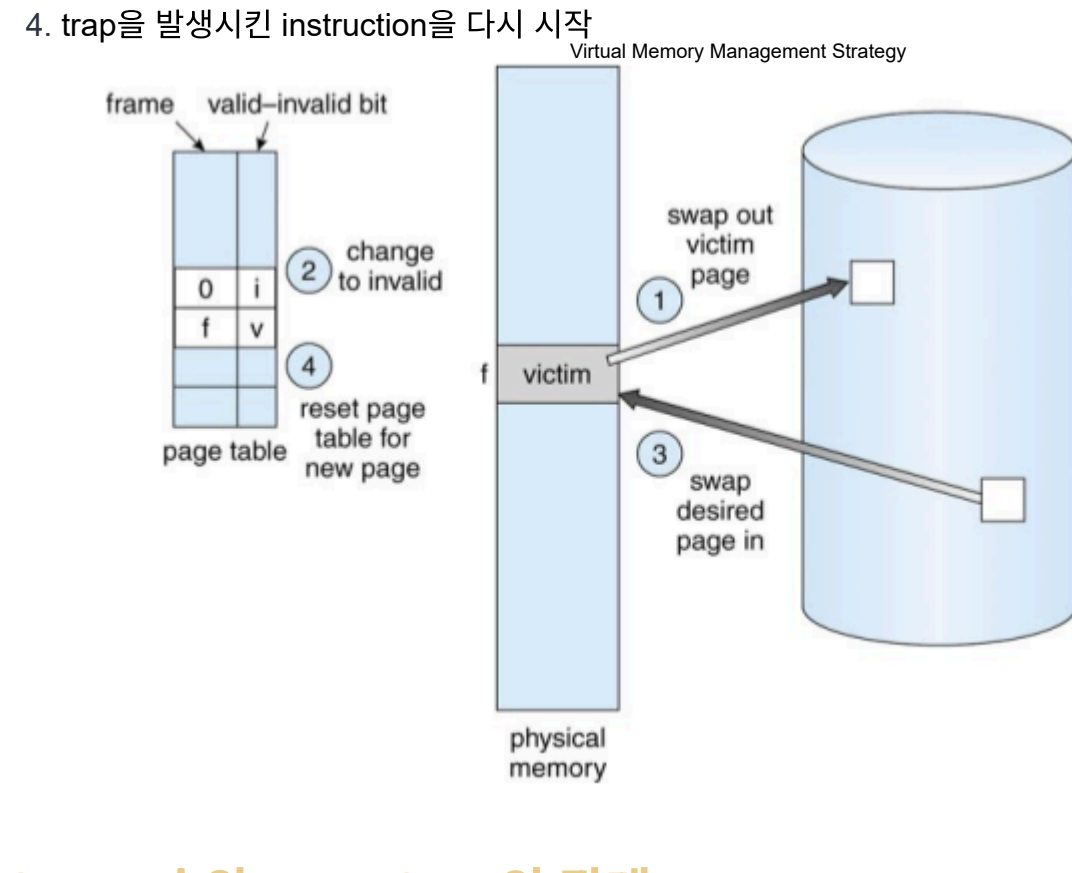 4. trap을 발생시킨 instruction을 다시 시작
Virtual Memory Management Strategy
frame
valid–invalid bit
0 i
f v
page table
2
change
to invalid
4
reset page
table for
new page
f
victim
physical
memory
1
swap out
victim
page
3
swap
desired
page in